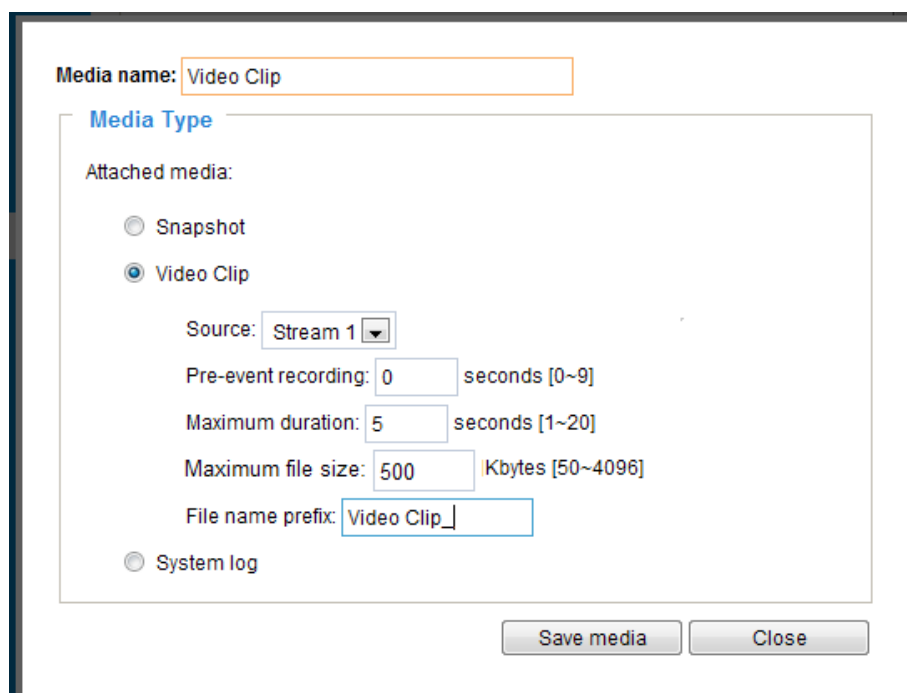 Media name: Video Clip
Media Type
Attached media:
Snapshot
Video Clip
Source: Stream 1
Pre-event recording: 0 seconds [0~9]
Maximum duration: 5 seconds [1~20]
Maximum file size: 500 Kbytes [50~4096]
File name prefix: Video Clip_
System log
Save media Close